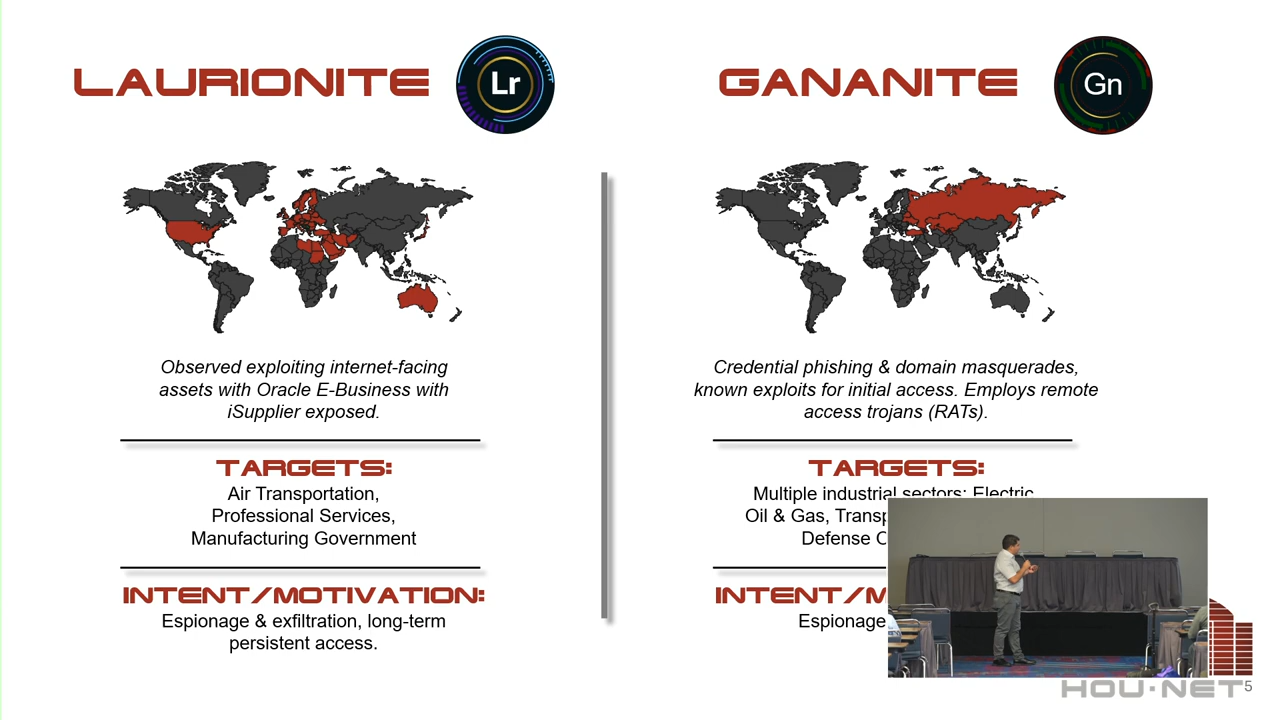 LAURIONITE
Lr
Observed exploiting internet-facing
assets with Oracle E-Business with
iSupplier exposed.
TARGETS:
Air Transportation,
Professional Services,
Manufacturing Government
INTENT/MOTIVATION:
Espionage & exfiltration, long-term
persistent access.
GANANITE
Gn
Credential phishing & domain masquerades,
known exploits for initial access. Employs remote
access trojans (RATs).
TARGETS:
Multiple industrial sectors: Electric
Oil & Gas,
Defense
INTENT/M
Espionage
HOU·NET
5